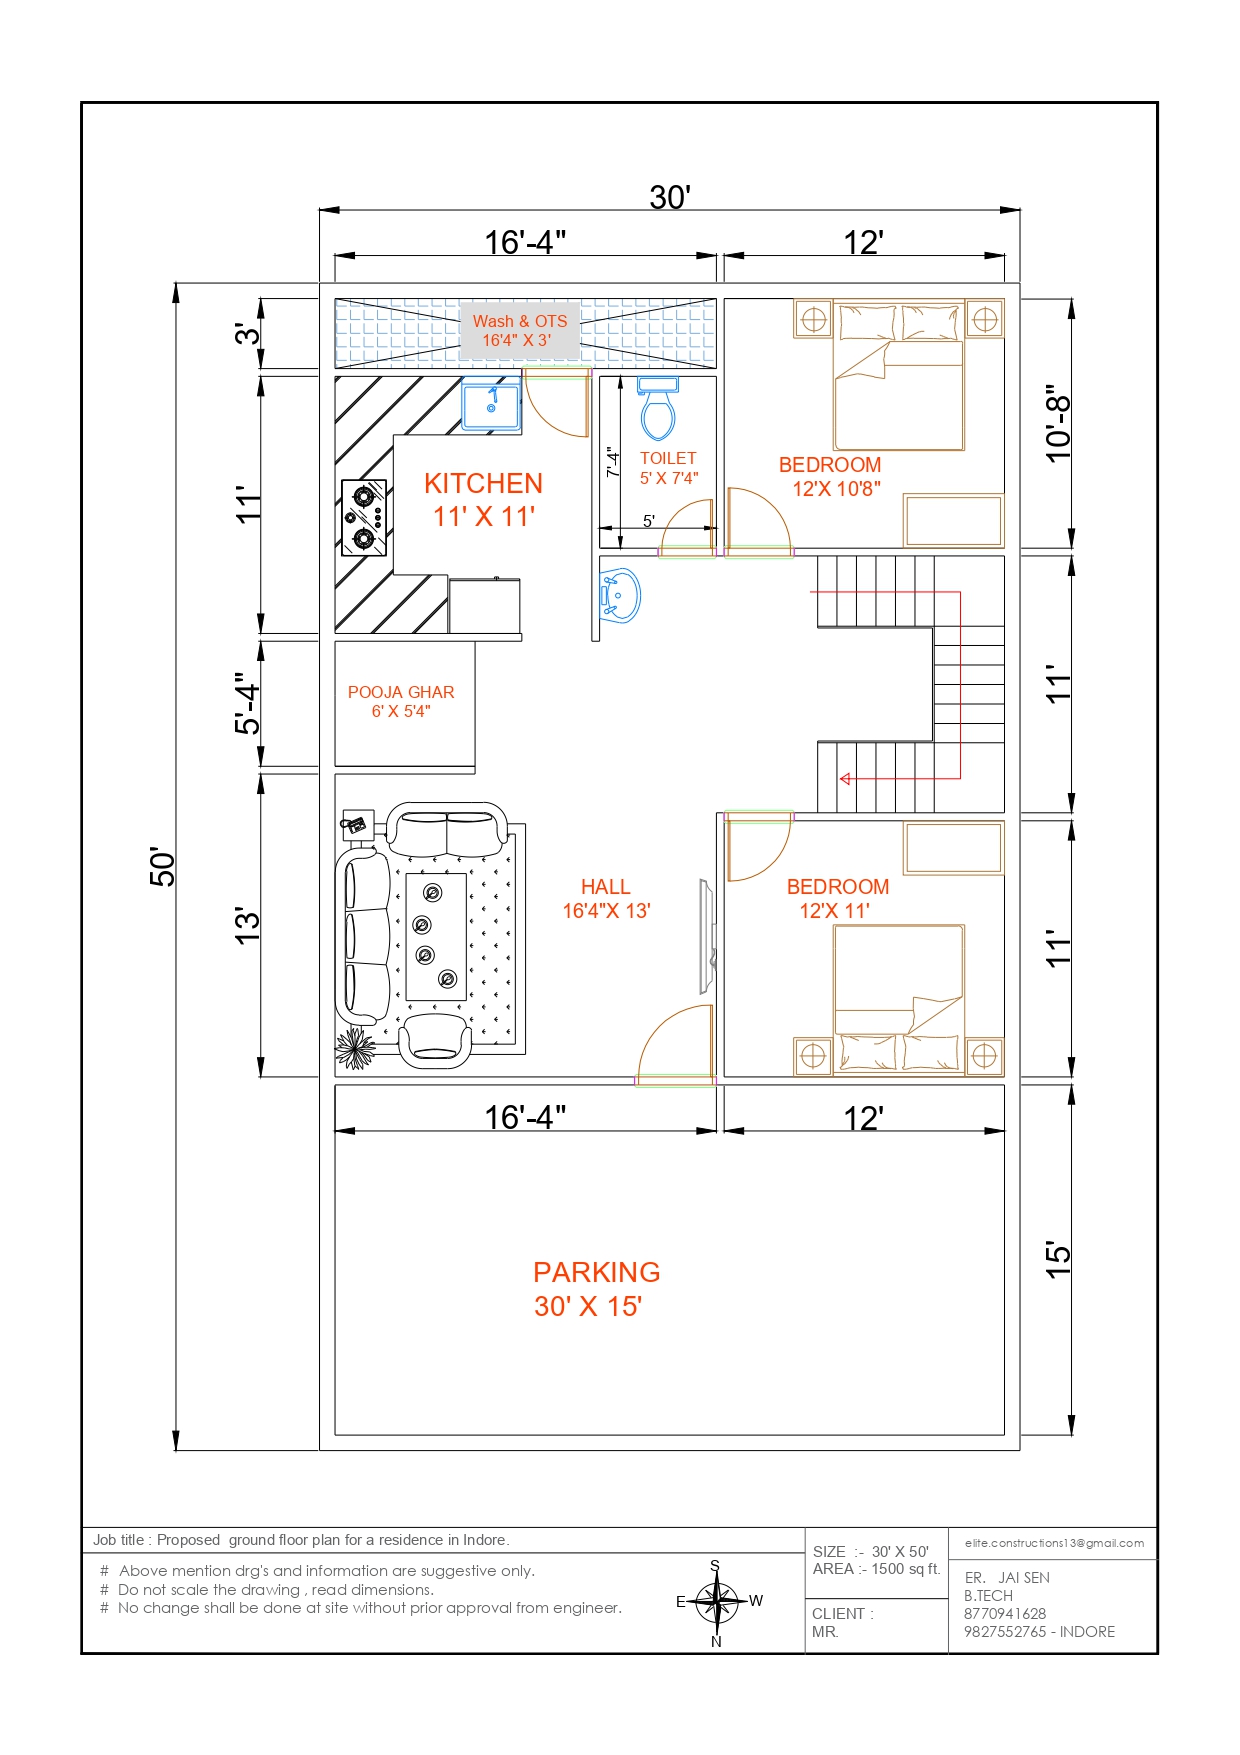 30'
16'-4"
12'
3'
Wash & OTS
16'4" X 3'
10'-8"
7'-4"
TOILET
5' X 7'4"
5'
BEDROOM
12'X 10'8"
11'
KITCHEN
11' X 11'
5'-4"
POOJA GHAR
6' X 5'4"
11'
50'
13'
HALL
16'4"X 13'
BEDROOM
12'X 11'
11'
16'-4"
12'
15'
PARKING
30' X 15'
Job title : Proposed ground floor plan for a residence in Indore.
# Above mention drg's and information are suggestive only.
# Do not scale the drawing , read dimensions.
# No change shall be done at site without prior approval from engineer.
S
E
W
N
SIZE :- 30' X 50'
AREA :- 1500 sq ft.
CLIENT :
MR.
elite.constructions13@gmail.com
ER. JAI SEN
B.TECH
8770941628
9827552765 - INDORE